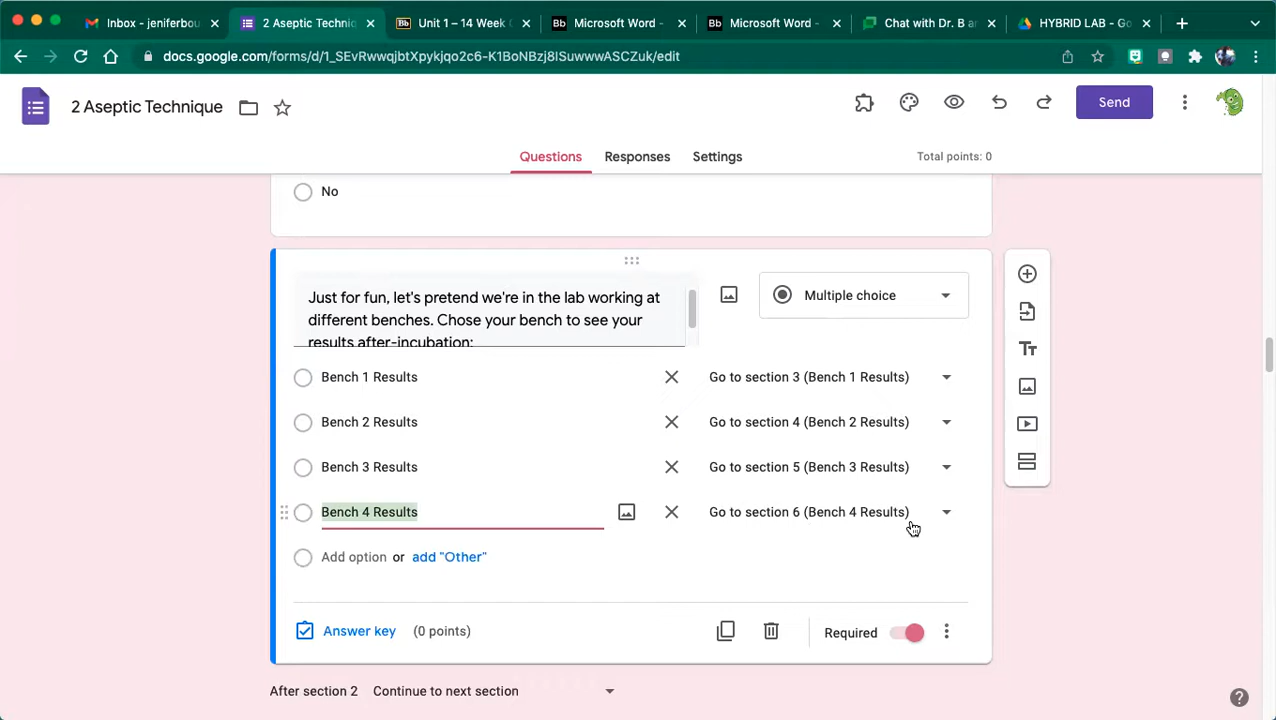 Inbox - jeniferbou
2 Aseptic Techniq
Unit 1 – 14 Week
Microsoft Word -
Microsoft Word -
Chat with Dr. B a
HYBRID LAB - Go
docs.google.com/forms/d/1_SEvRwwqjbtXpykjqo2c6-K1BoNBzj8ISuwwwASCZuk/edit
2 Aseptic Technique
Send
Questions
Responses
Settings
Total points: 0
No
Just for fun, let's pretend we're in the lab working at
different benches. Chose your bench to see your
results after-incubation:
Multiple choice
Bench 1 Results
Go to section 3 (Bench 1 Results)
Bench 2 Results
Go to section 4 (Bench 2 Results)
Bench 3 Results
Go to section 5 (Bench 3 Results)
Bench 4 Results
Go to section 6 (Bench 4 Results)
Add option or add "Other"
Answer key (0 points)
Required
After section 2 Continue to next section